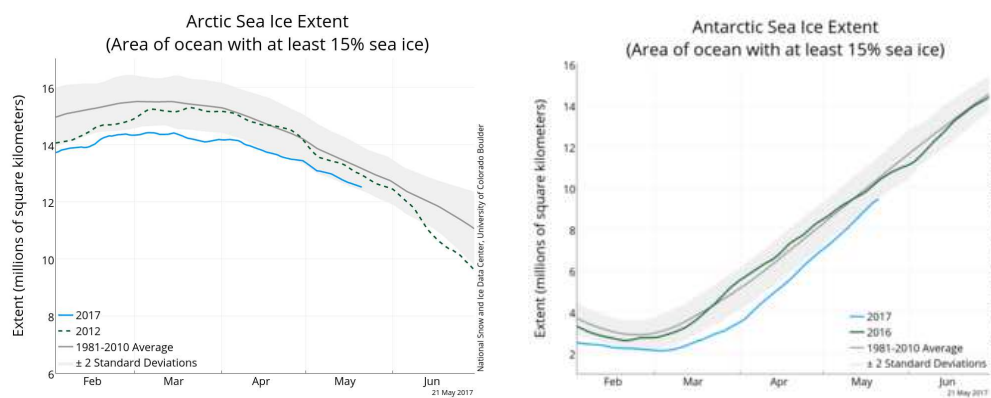 Arctic Sea Ice Extent
(Area of ocean with at least 15% sea ice)
Extent (millions of square kilometers)
16
14
12
10
8
6
2017
2012
1981-2010 Average
± 2 Standard Deviations
Feb
Mar
Apr
May
Jun
21 May 2017
National Snow and Ice Data Center, University of Colorado Boulder
Antarctic Sea Ice Extent
(Area of ocean with at least 15% sea ice)
Extent (millions of square kilometers)
16
14
12
10
8
6
4
2
2017
2016
1981-2010 Average
± 2 Standard Deviations
Feb
Mar
Apr
May
Jun
21 May 2017